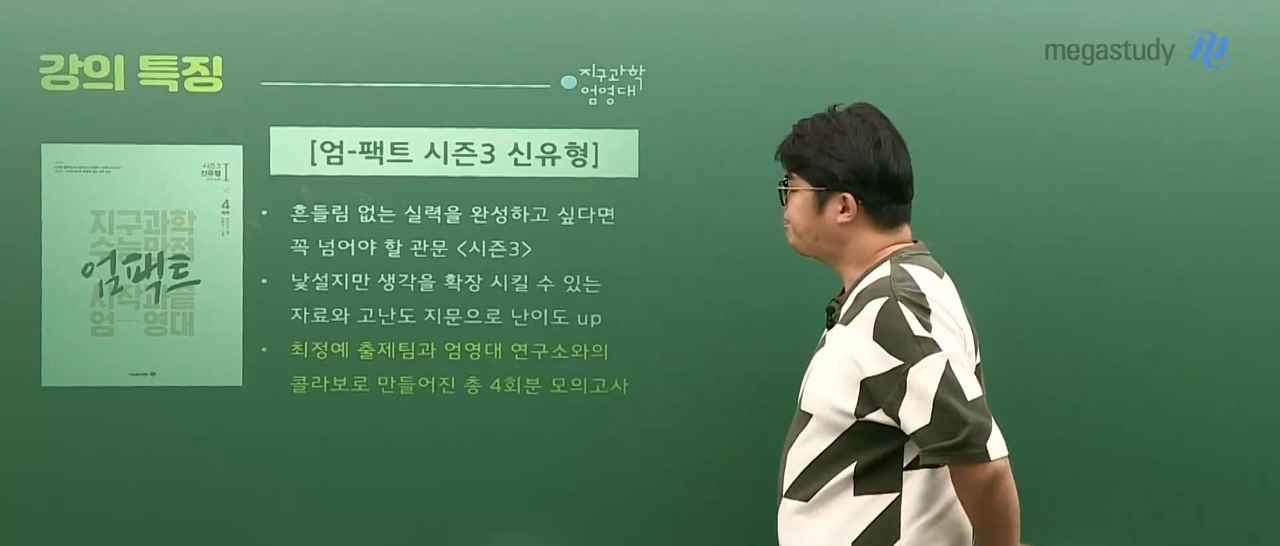 megastudy
강의 특징
지구과학
엄영대
[엄-팩트 시즌3 신유형]
시즌 3
신유형
4
지구과학
엄팩트
시작과 끝
엄 영대
• 흔들림 없는 실력을 완성하고 싶다면
꼭 넘어야 할 관문 <시즌3>
• 낯설지만 생각을 확장 시킬 수 있는
자료와 고난도 지문으로 난이도 up
• 최정예 출제팀과 엄영대 연구소와의
콜라보로 만들어진 총 4회분 모의고사